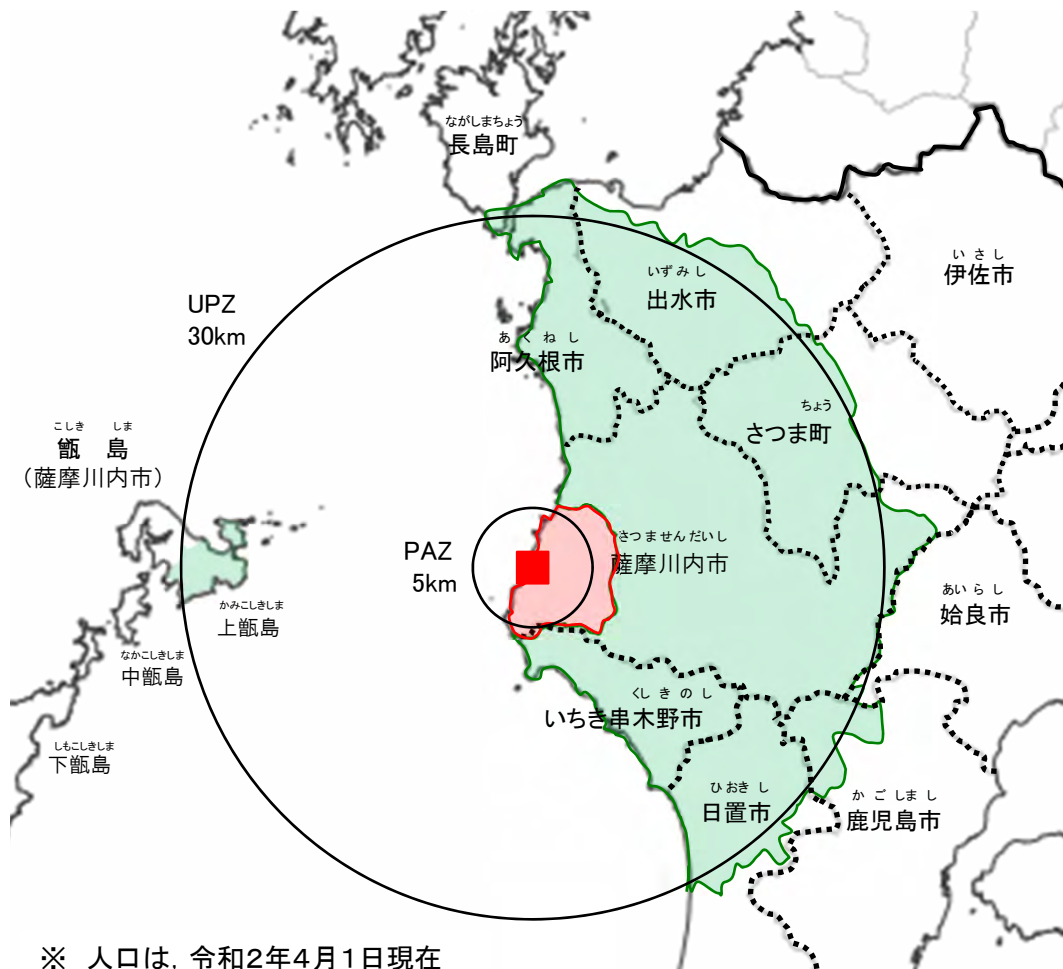 ながしまちょう
長島町
いさし
伊佐市
いずみし
出水市
UPZ
30km
あくねし
阿久根市
ちょう
さつま町
こしき しま
甑 島
（薩摩川内市）
PAZ
5km
さつませんだいし
薩摩川内市
あいらし
姶良市
かみこしきしま
上甑島
なかこしきしま
中甑島
くしきのし
いちき串木野市
しもこしきしま
下甑島
ひおきし
日置市
かごしまし
鹿児島市
※ 人口は，令和2年4月1日現在